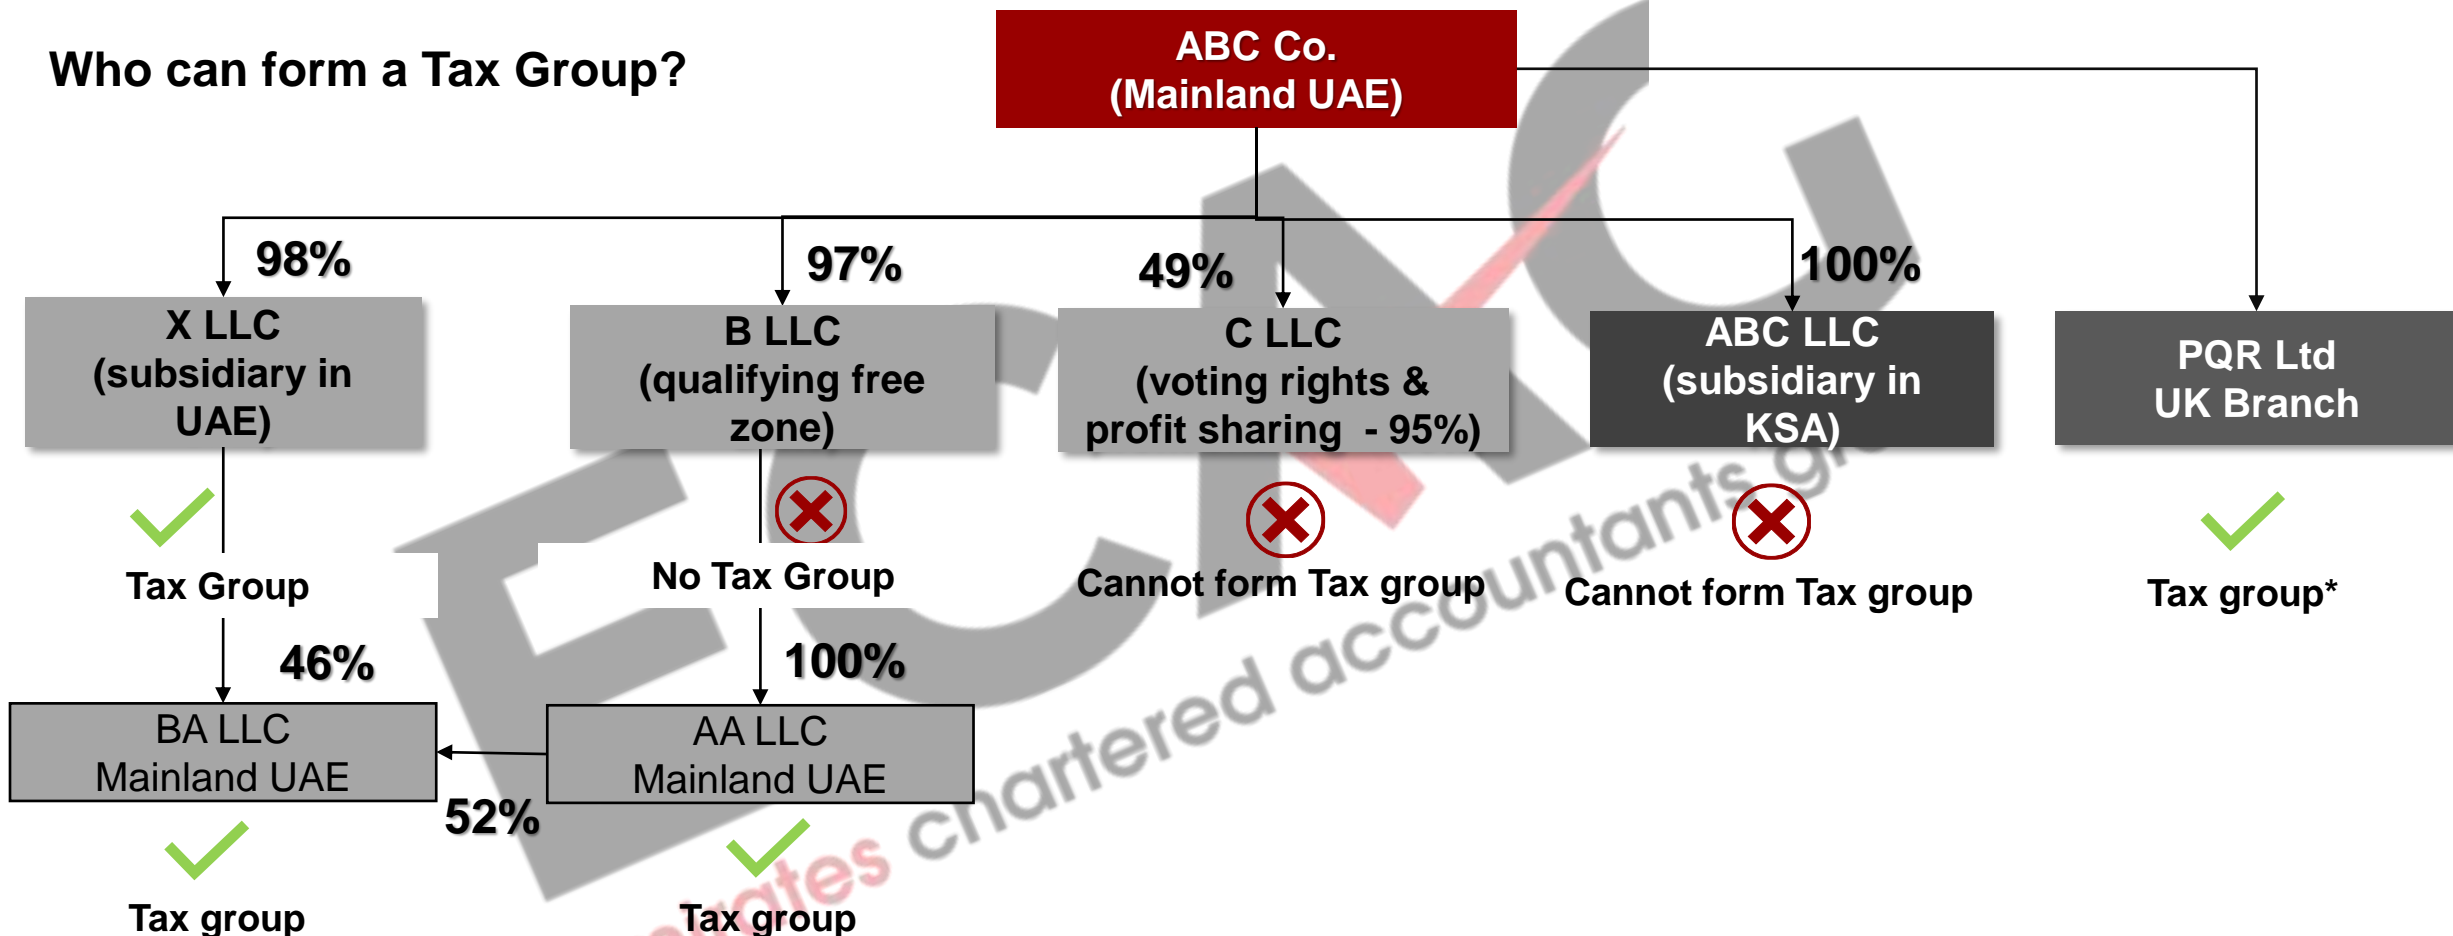 Who can form a Tax Group?
ABC Co.
(Mainland UAE)
98%
97%
49%
100%
X LLC
(subsidiary in
UAE)
B LLC
(qualifying free
zone)
C LLC
(voting rights &
profit sharing - 95%)
ABC LLC
(subsidiary in
KSA)
PQR Ltd
UK Branch
Tax Group
No Tax Group
Cannot form Tax group
Cannot form Tax group
Tax group*
46%
100%
BA LLC
Mainland UAE
AA LLC
Mainland UAE
52%
Tax group
Tax group
ECAG
chartered accountants